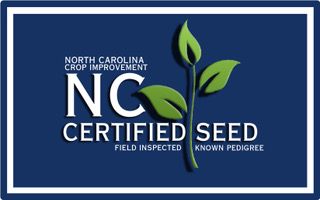 NORTH CAROLINA
CROP IMPROVEMENT
NC
CERTIFIED SEED
FIELD INSPECTED KNOWN PEDIGREE